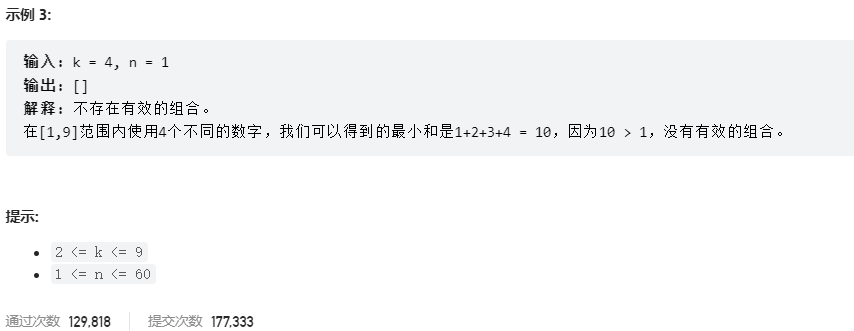 示例 3:
输入：k = 4, n = 1
输出：[]
解释：不存在有效的组合。
在[1,9]范围内使用4个不同的数字，我们可以得到的最小和是1+2+3+4 = 10，因为10 > 1，没有有效的组合。
提示:
2 <= k <= 9
1 <= n <= 60
通过次数 129,818 提交次数 177,333